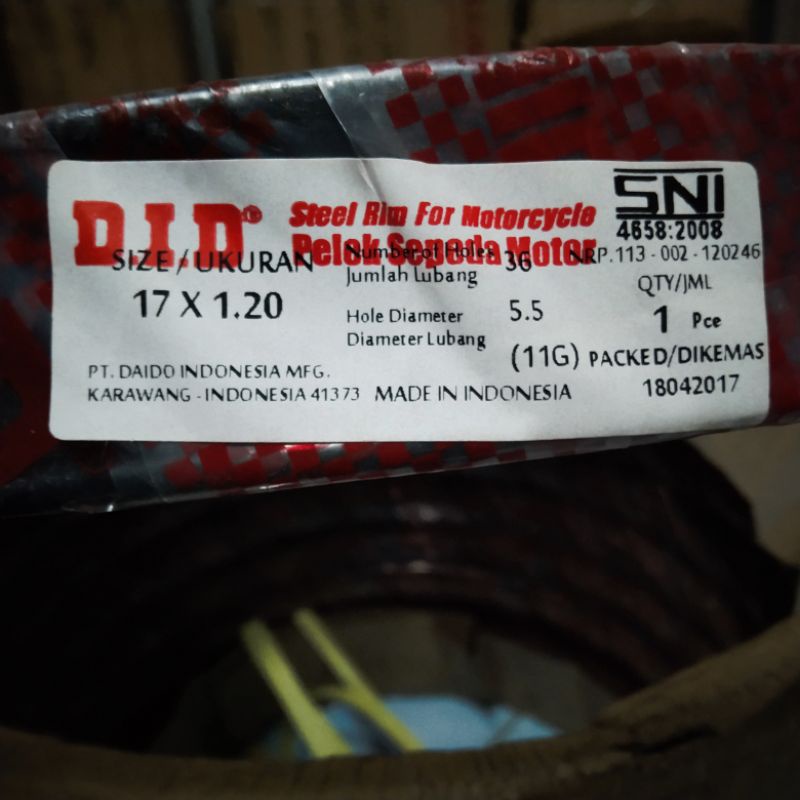 D.I.D®
Steel Rim For Motorcycle
Pelek Sepeda Motor
SNI
4658:2008
NRP.113-002-120246
SIZE/UKURAN
17 X 1.20
Number of Holes 36
Jumlah Lubang
Hole Diameter 5.5
Diameter Lubang
(11G)
QTY/JML
1 Pce
PACKED/DIKEMAS
18042017
PT. DAIDO INDONESIA MFG.
KARAWANG - INDONESIA 41373 MADE IN INDONESIA